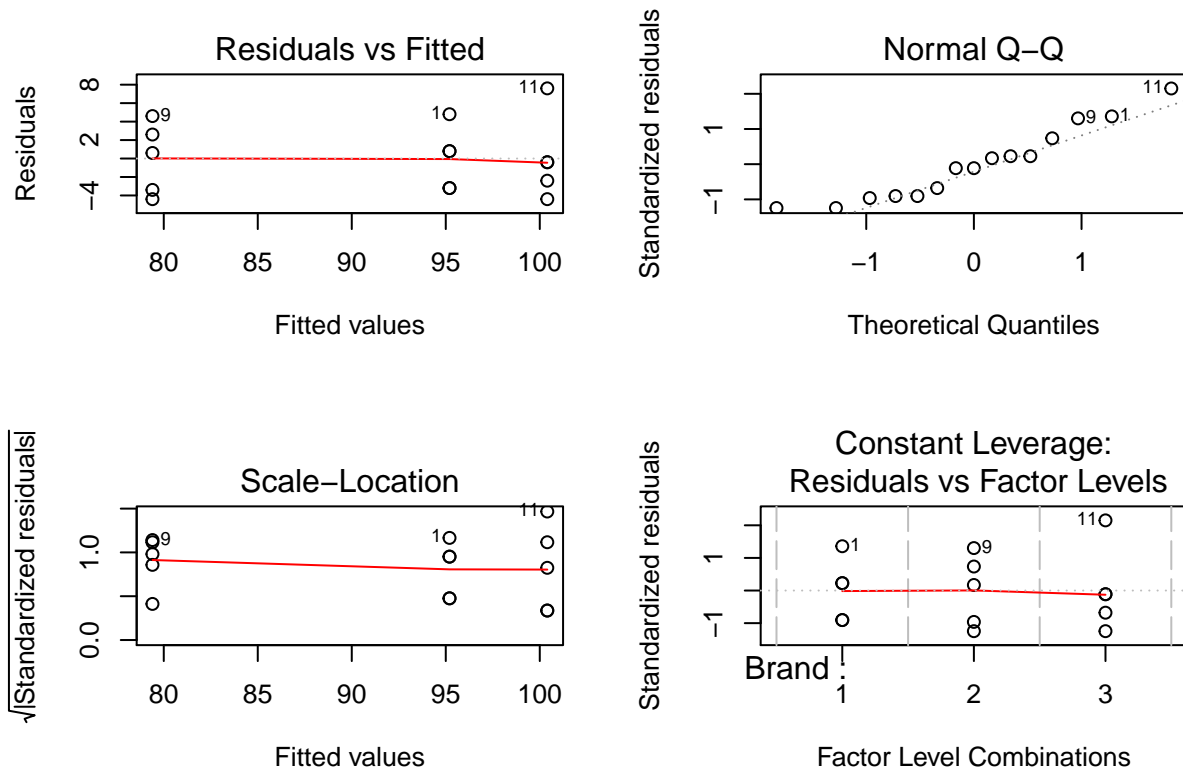 Residuals vs Fitted
Residuals
8
2
−4
9
1
11
80 85 90 95 100
Fitted values
Normal Q−Q
Standardized residuals
1
−1
9
1
11
−1 0 1
Theoretical Quantiles
Scale−Location
√|Standardized residuals|
1.0
0.0
9
1
11
80 85 90 95 100
Fitted values
Constant Leverage:
Residuals vs Factor Levels
Standardized residuals
1
−1
1
9
11
Brand :
1 2 3
Factor Level Combinations